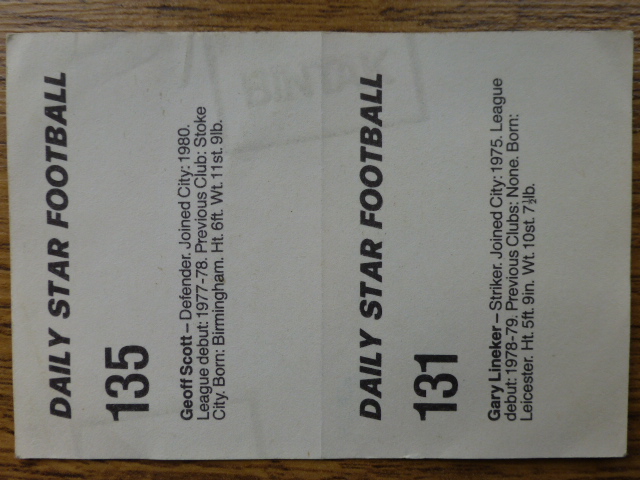 DAILY STAR FOOTBALL
135
Geoff Scott – Defender. Joined City: 1980.
League debut: 1977-78. Previous Club: Stoke
City. Born: Birmingham. Ht. 6ft. Wt. 11st. 9lb.
DAILY STAR FOOTBALL
131
Gary Lineker – Striker. Joined City: 1975. League
debut: 1978-79. Previous Clubs: None. Born:
Leicester. Ht. 5ft. 9in. Wt. 10st. 7½lb.